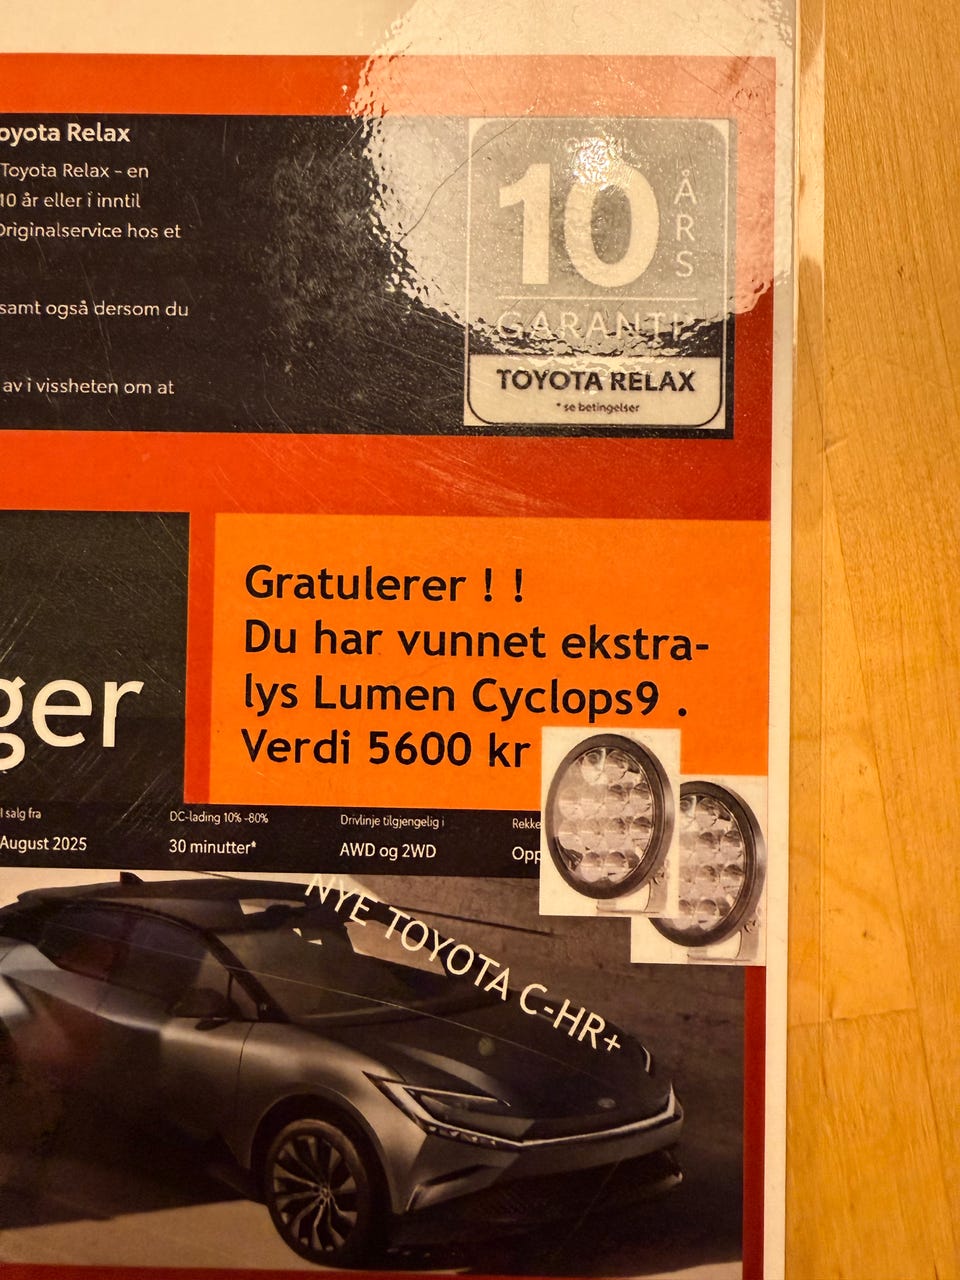 oyota Relax
Toyota Relax – en
10 år eller i inntil
Originalservice hos et
samt også dersom du
av i vissheten om at
10 ÅRS
GARANTI*
TOYOTA RELAX
* se betingelser
ger
Gratulerer ! !
Du har vunnet ekstra-
lys Lumen Cyclops9 .
Verdi 5600 kr
l salg fra
August 2025
DC-lading 10% -80%
30 minutter*
Drivlinje tilgjengelig i
AWD og 2WD
Rekke
Opp
NYE TOYOTA C-HR+